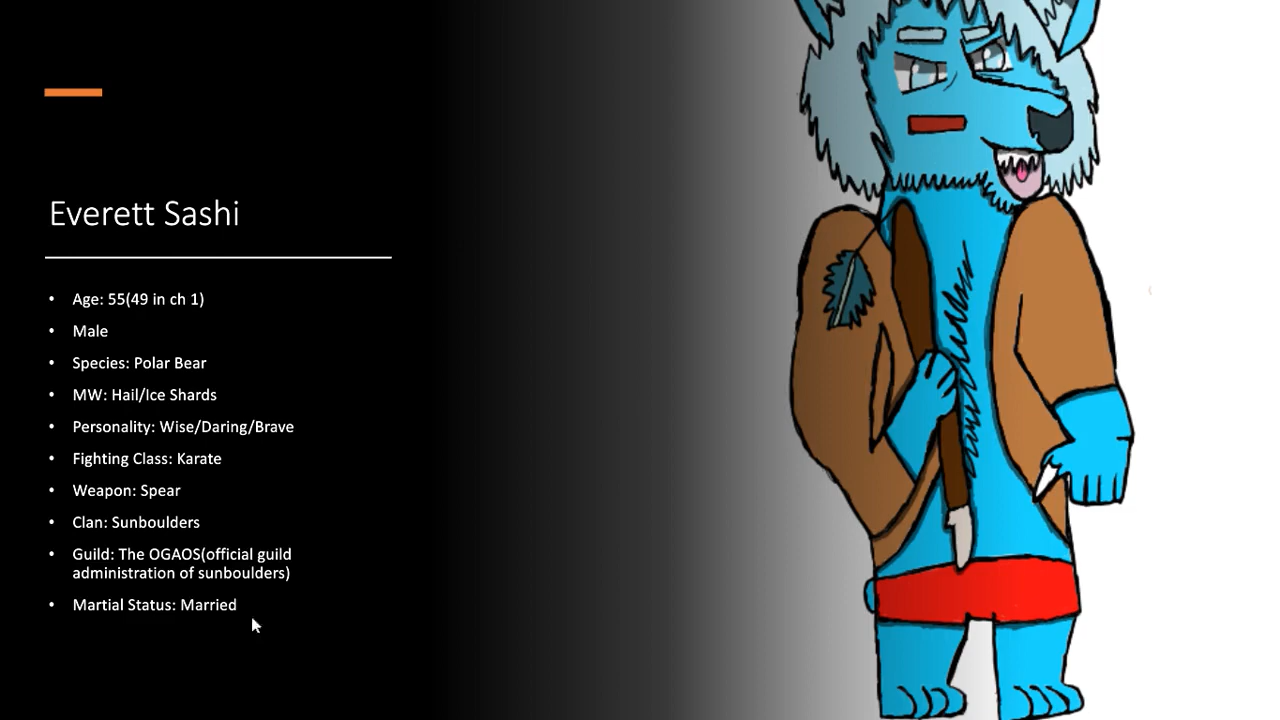 Everett Sashi
• Age: 55(49 in ch 1)
• Male
• Species: Polar Bear
• MW: Hail/Ice Shards
• Personality: Wise/Daring/Brave
• Fighting Class: Karate
• Weapon: Spear
• Clan: Sunboulders
• Guild: The OGAOS(official guild
administration of sunboulders)
• Martial Status: Married